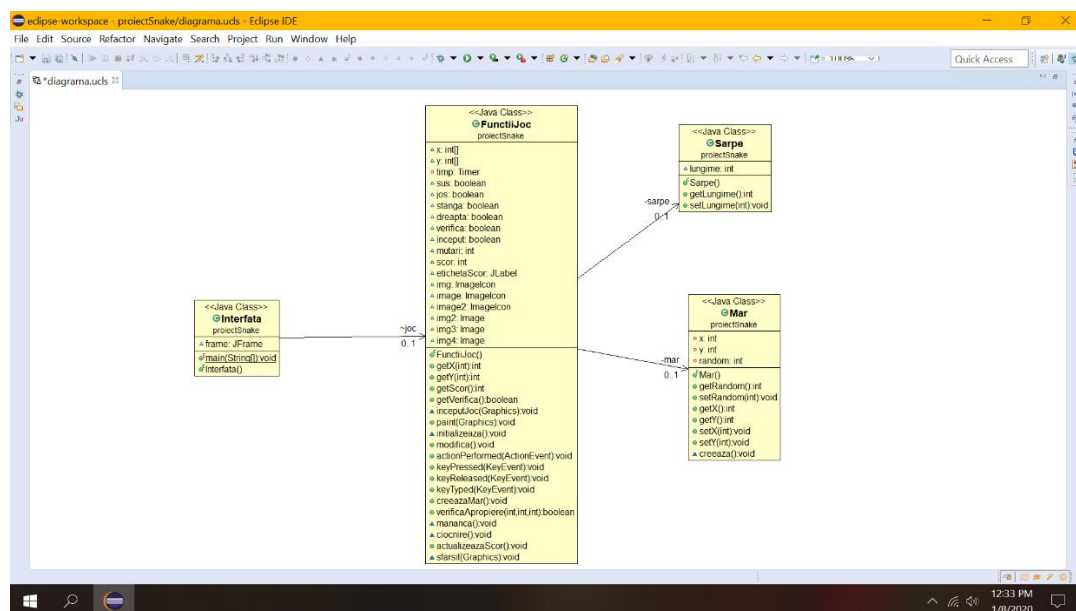 eclipse-workspace - proiectSnake/diagrama.ucls - Eclipse IDE
File Edit Source Refactor Navigate Search Project Run Window Help
Quick Access
*diagrama.ucls
<<Java Class>>
FunctiiJoc
proiectSnake
x: int[]
y: int[]
timp: Timer
sus: boolean
jos: boolean
stanga: boolean
dreapta: boolean
verifica: boolean
inceput: boolean
mutari: int
scor: int
etichetaScor: JLabel
img: ImageIcon
image: ImageIcon
image2: ImageIcon
img2: Image
img3: Image
img4: Image
FunctiiJoc()
getX(int):int
getY(int):int
getScor():int
getVerifica():boolean
inceputJoc(Graphics):void
paint(Graphics):void
initializeaza():void
modifica():void
actionPerformed(ActionEvent):void
keyPressed(KeyEvent):void
keyReleased(KeyEvent):void
keyTyped(KeyEvent):void
creeazaMar():void
verificaApropiere(int,int,int):boolean
mananca():void
ciocnire():void
actualizeazaScor():void
sfarsit(Graphics):void
<<Java Class>>
Sarpe
proiectSnake
lungime: int
Sarpe()
getLungime():int
setLungime(int):void
-sarpe
0..1
<<Java Class>>
Interfata
proiectSnake
frame: JFrame
main(String[]):void
Interfata()
~joc
0..1
<<Java Class>>
Mar
proiectSnake
x: int
y: int
random: int
Mar()
getRandom():int
setRandom(int):void
getX():int
getY():int
setX(int):void
setY(int):void
creeaza():void
-mar
0..1
12:33 PM
1/8/2020